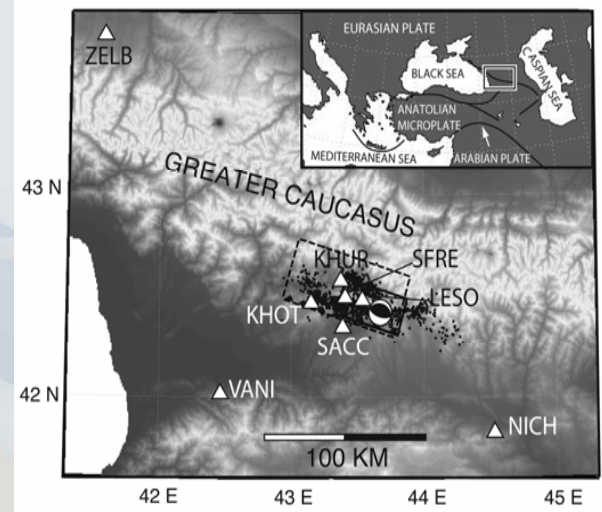 ZELB
EURASIAN PLATE
BLACK SEA
CASPIAN SEA
ANATOLIAN
MICROPLATE
MEDITERRANEAN SEA
ARABIAN PLATE
43 N
GREATER CAUCASUS
KHUR
SFRE
LESO
KHOT
SACC
42 N
VANI
NICH
100 KM
42 E
43 E
44 E
45 E